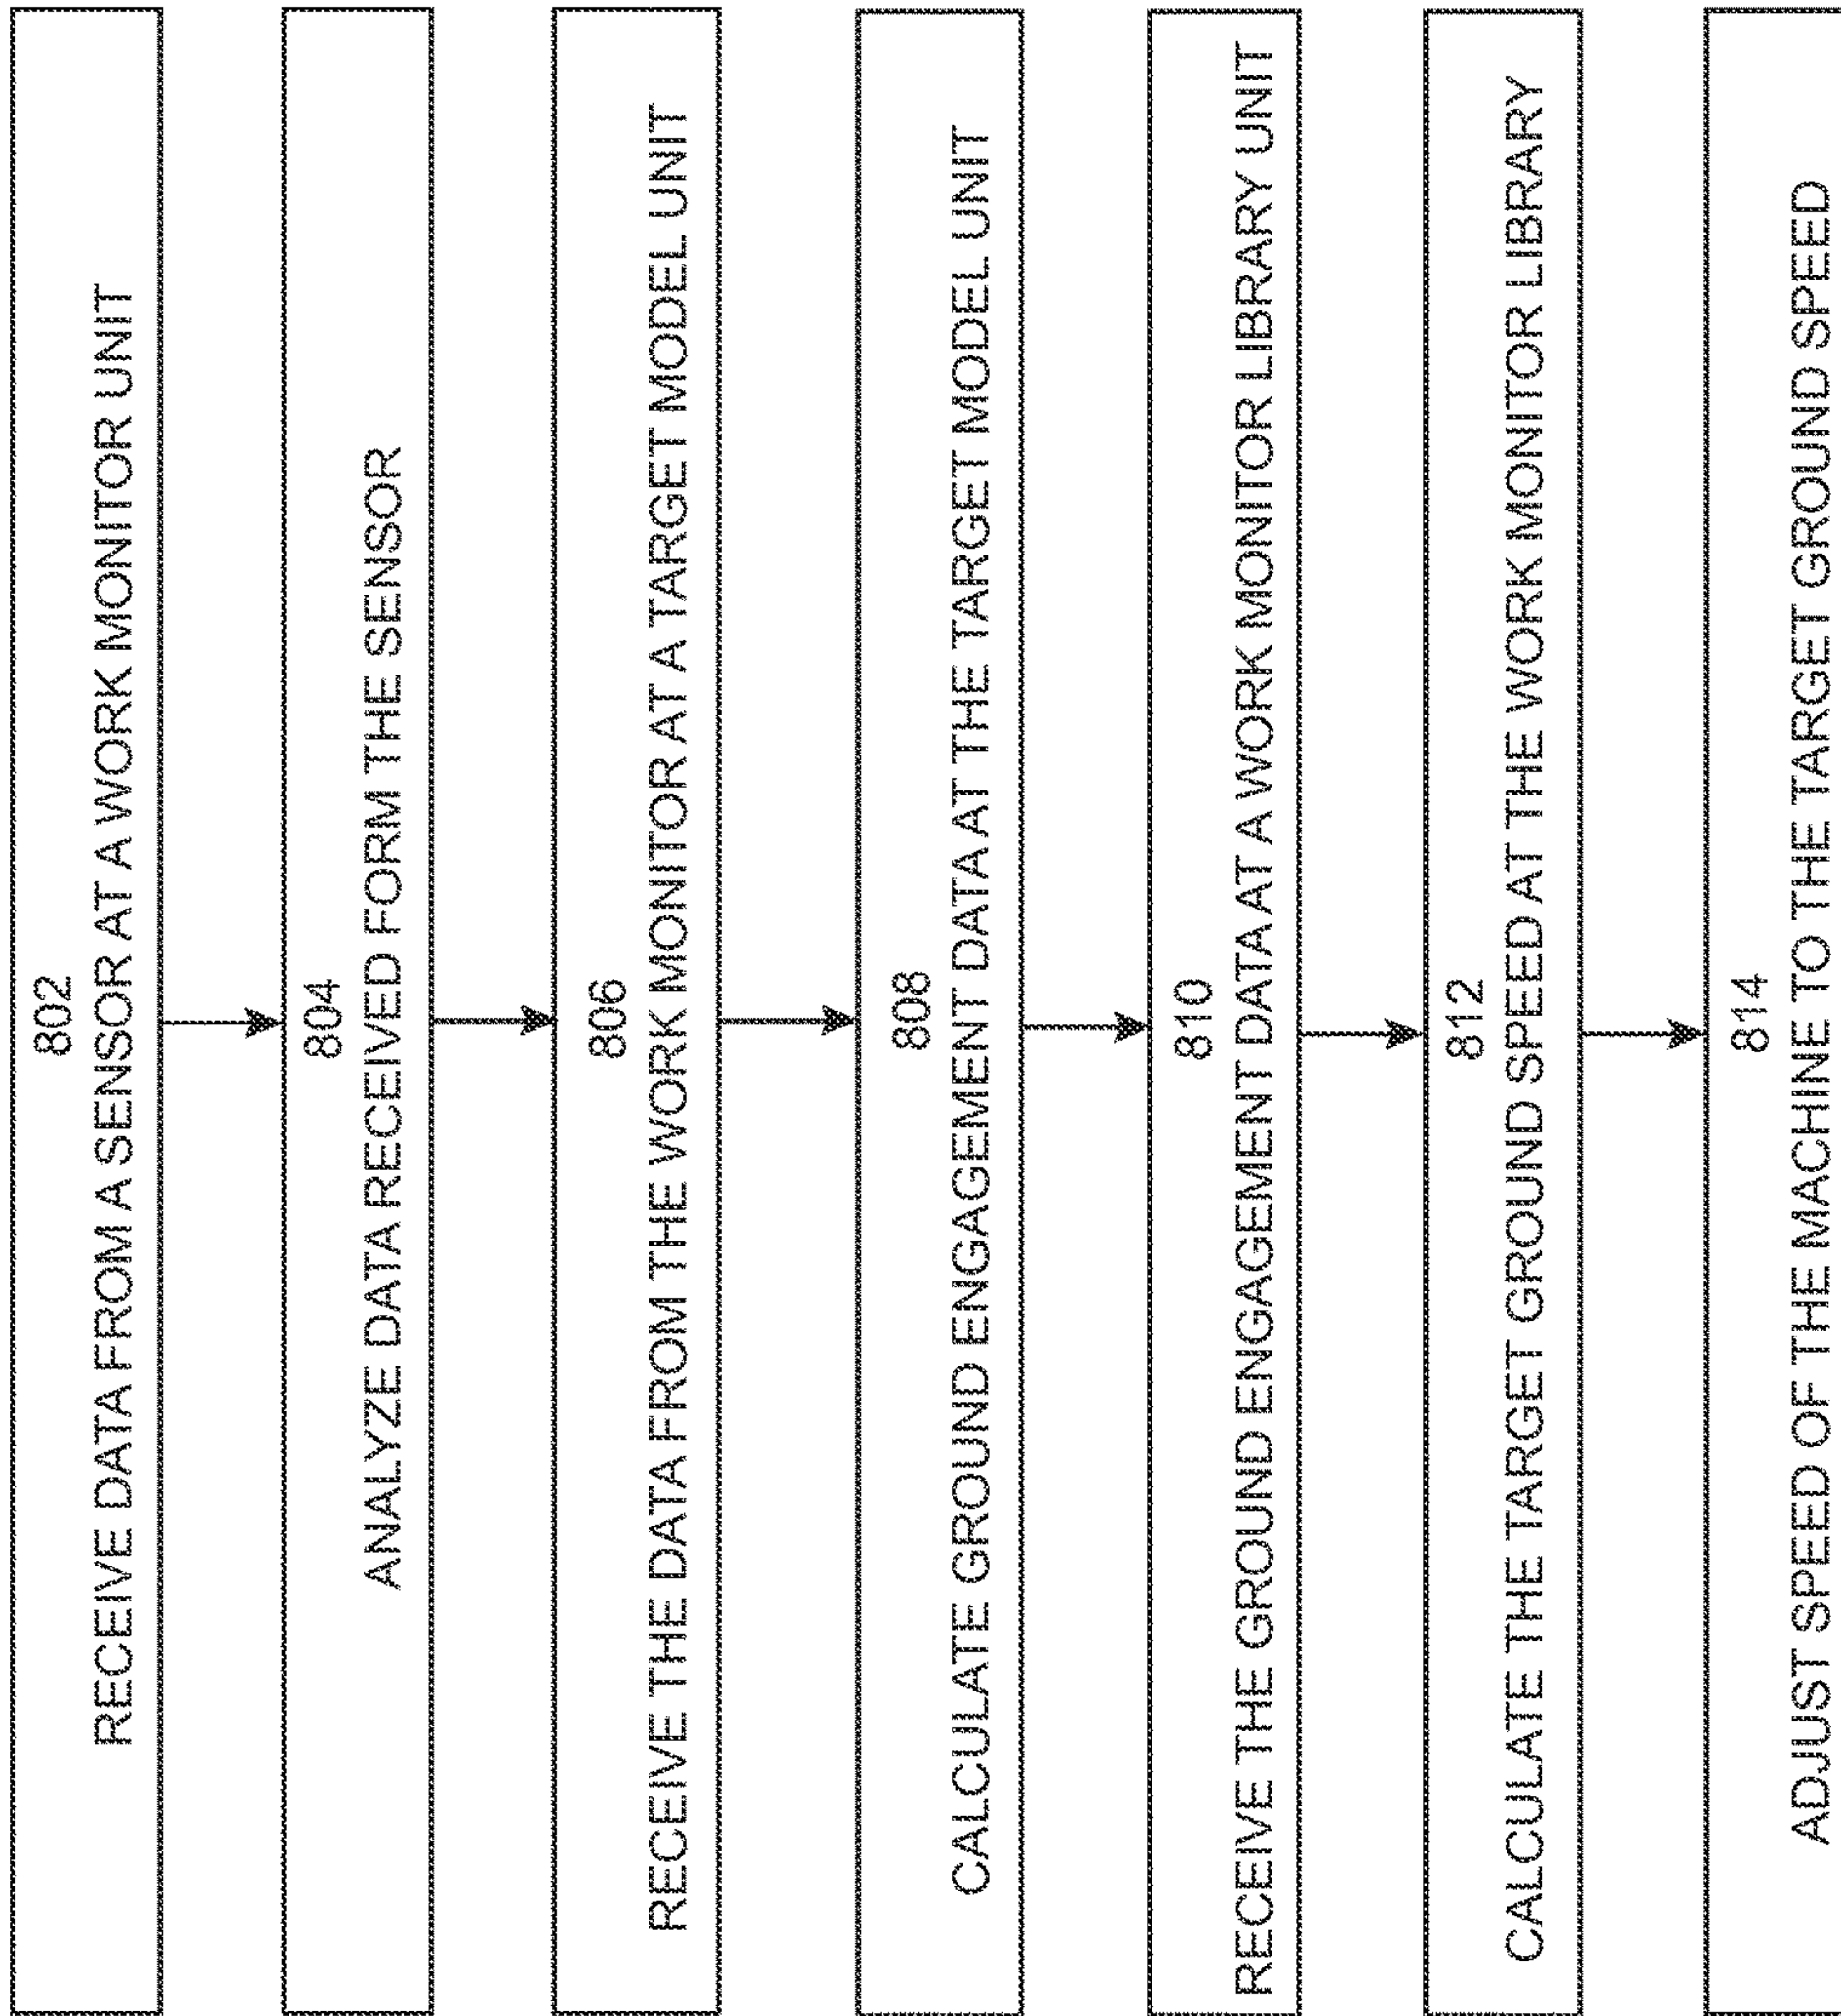 802
RECEIVE DATA FROM A SENSOR AT A WORK MONITOR UNIT
804
ANALYZE DATA RECEIVED FORM THE SENSOR
806
RECEIVE THE DATA FROM THE WORK MONITOR AT A TARGET MODEL UNIT
808
CALCULATE GROUND ENGAGEMENT DATA AT THE TARGET MODEL UNIT
810
RECEIVE THE GROUND ENGAGEMENT DATA AT A WORK MONITOR LIBRARY UNIT
812
CALCULATE THE TARGET GROUND SPEED AT THE WORK MONITOR LIBRARY
814
ADJUST SPEED OF THE MACHINE TO THE TARGET GROUND SPEED